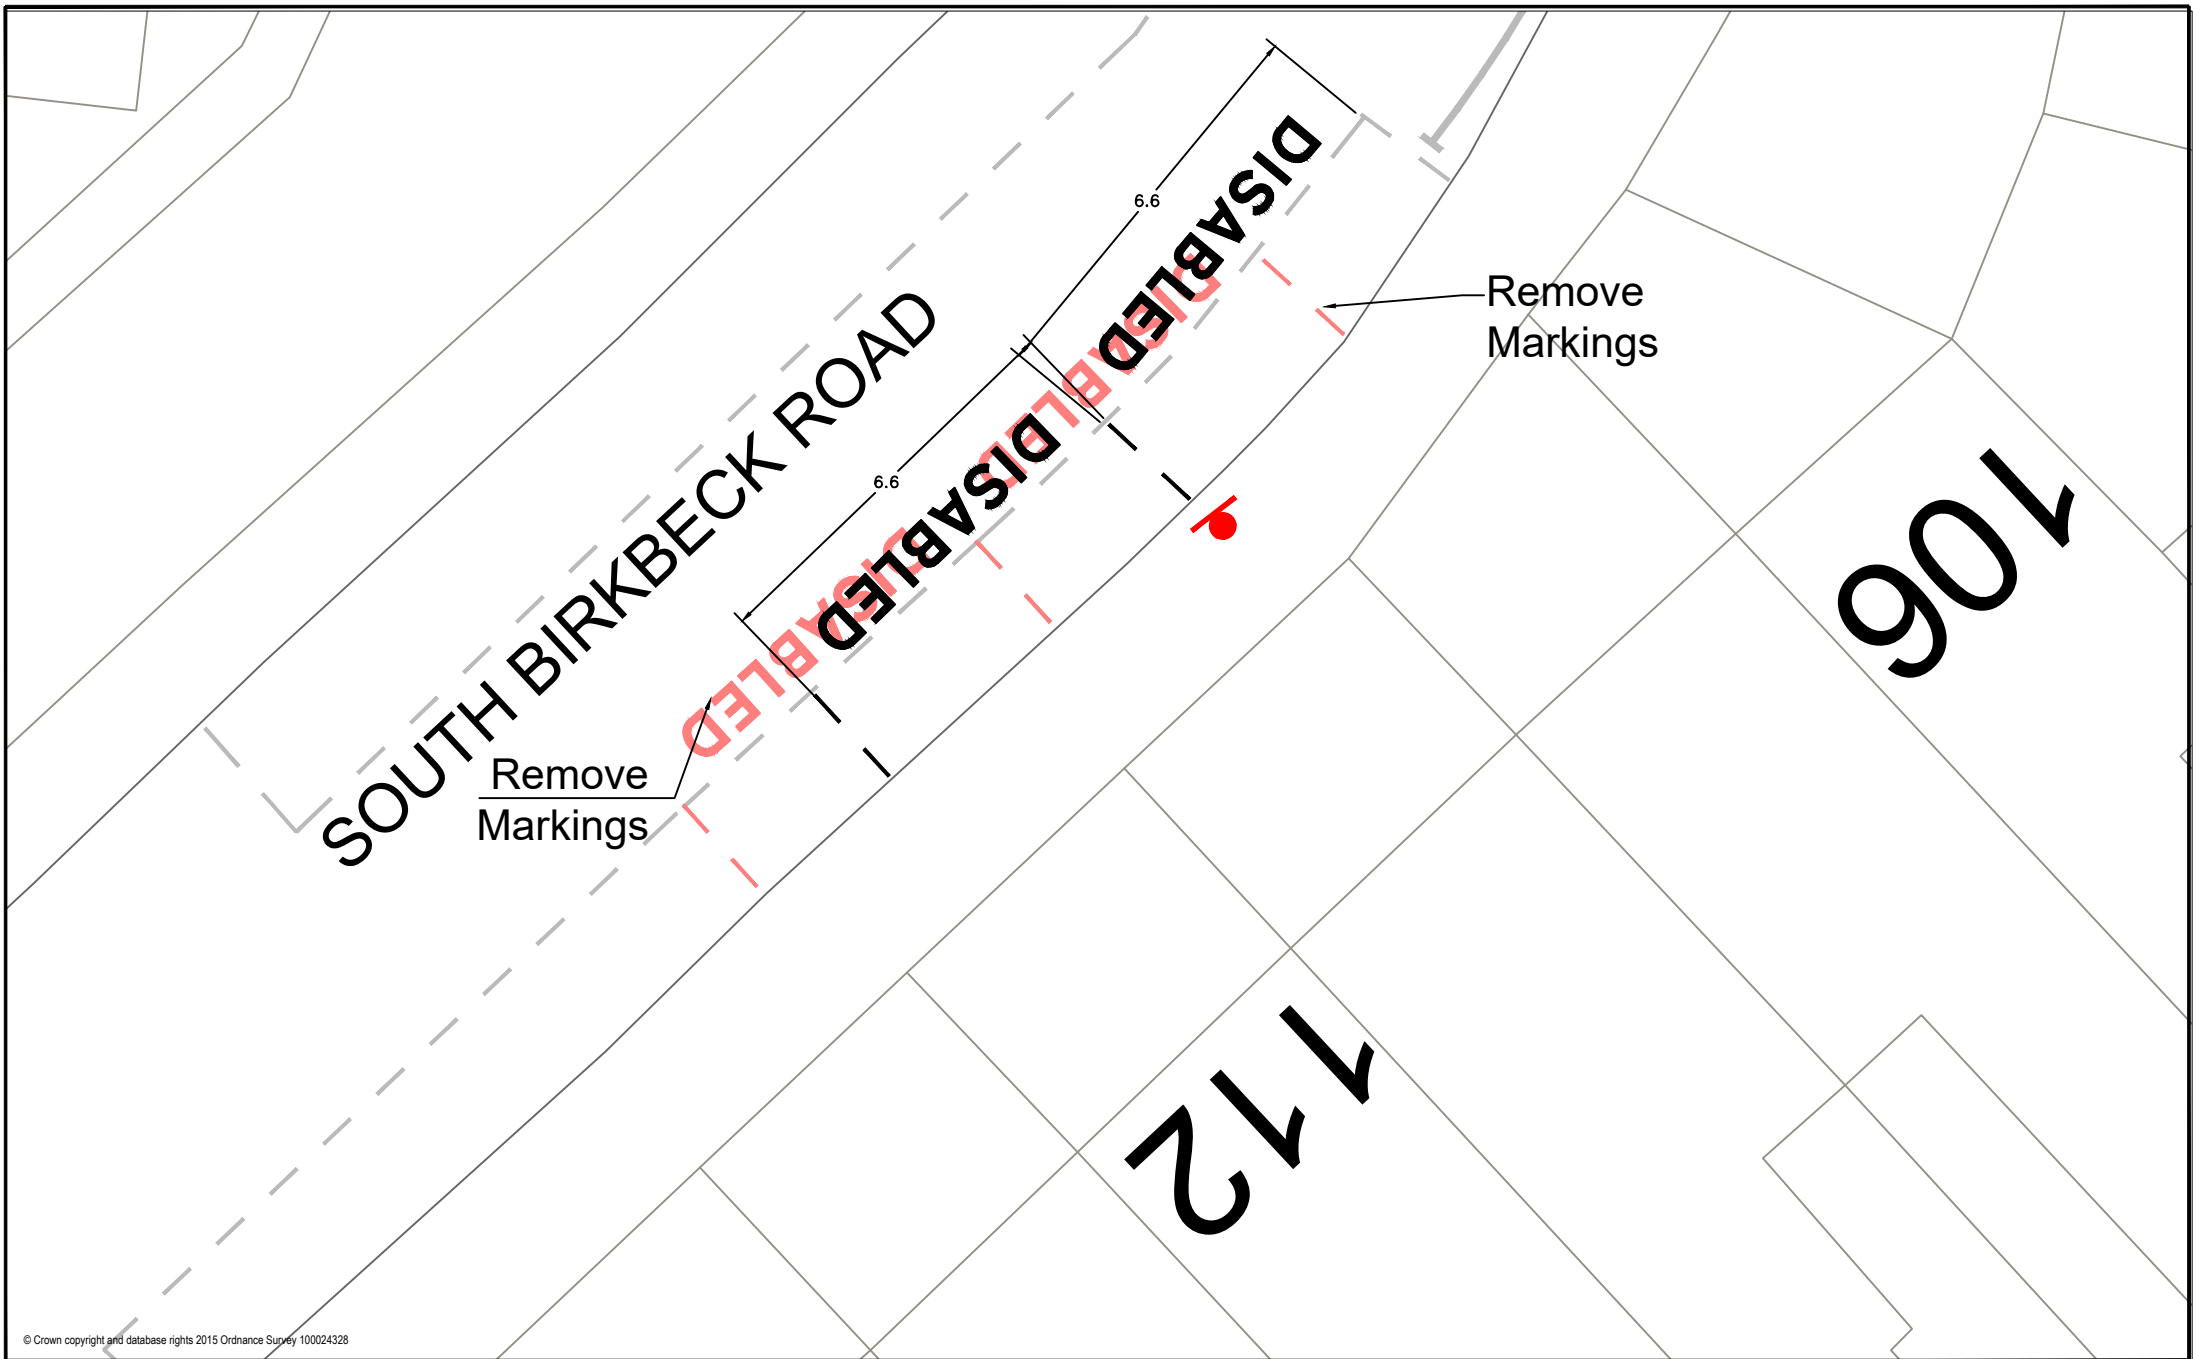 DISABLED
6.6
DISABLED
Remove
Markings
SOUTH BIRKBECK ROAD
DISABLED
6.6
DISABLED
106
Remove
Markings
112
© Crown copyright and database rights 2015 Ordnance Survey 100024328